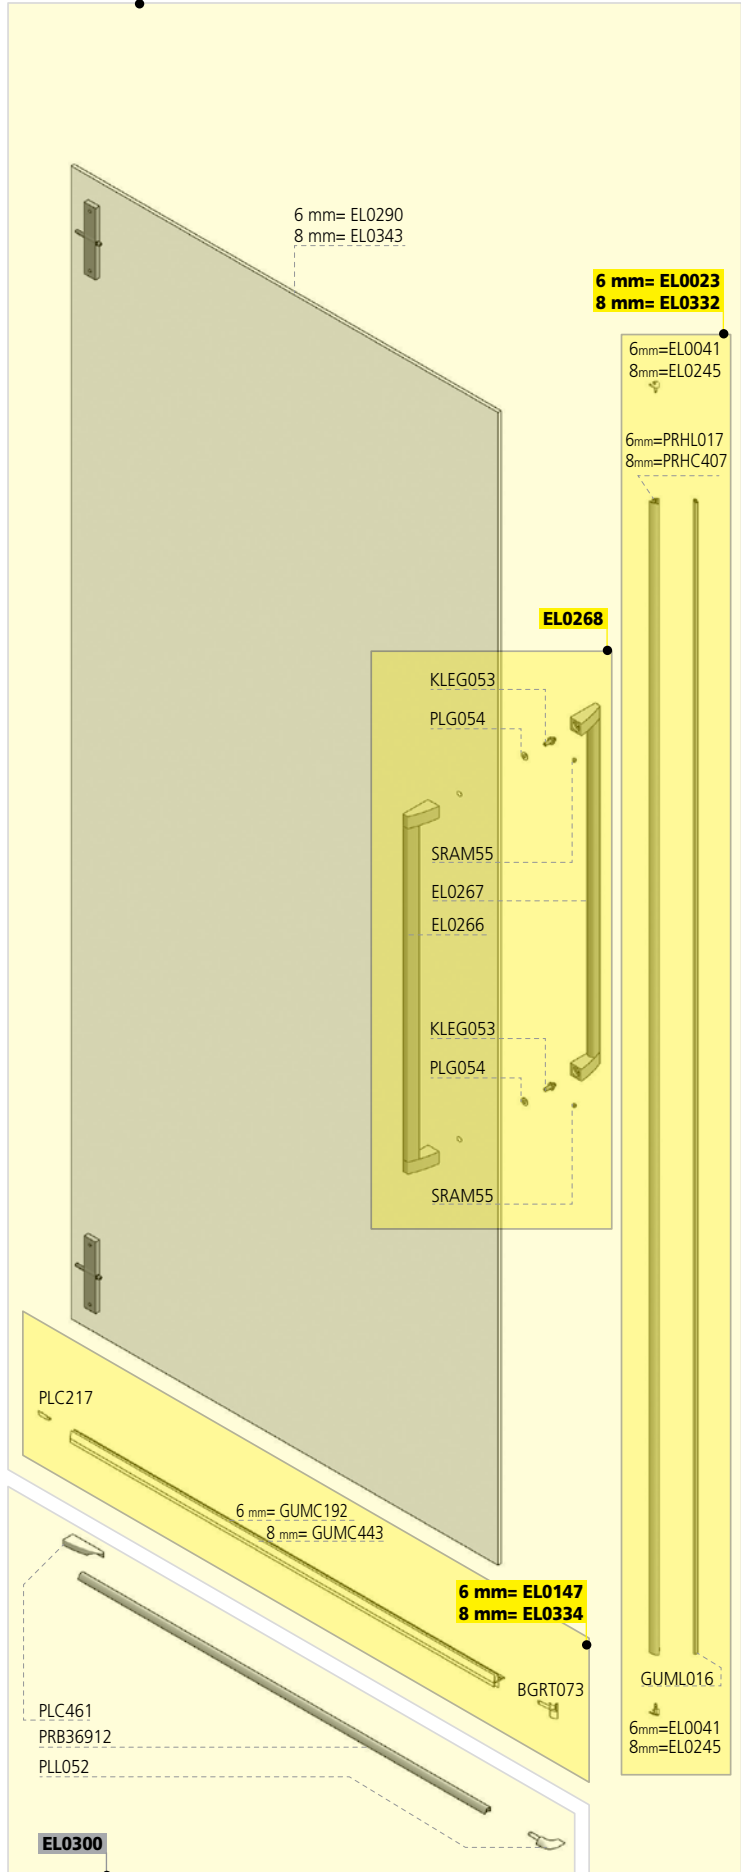 6 mm= EL0290
8 mm= EL0343
6 mm= EL0023
8 mm= EL0332
6mm=EL0041
8mm=EL0245
6mm=PRHL017
8mm=PRHC407
EL0268
KLEG053
PLG054
SRAM55
EL0267
EL0266
KLEG053
PLG054
SRAM55
PLC217
6 mm= GUMC192
8 mm= GUMC443
6 mm= EL0147
8 mm= EL0334
BGRT073
GUML016
6mm=EL0041
8mm=EL0245
PLC461
PRB36912
PLL052
EL0300